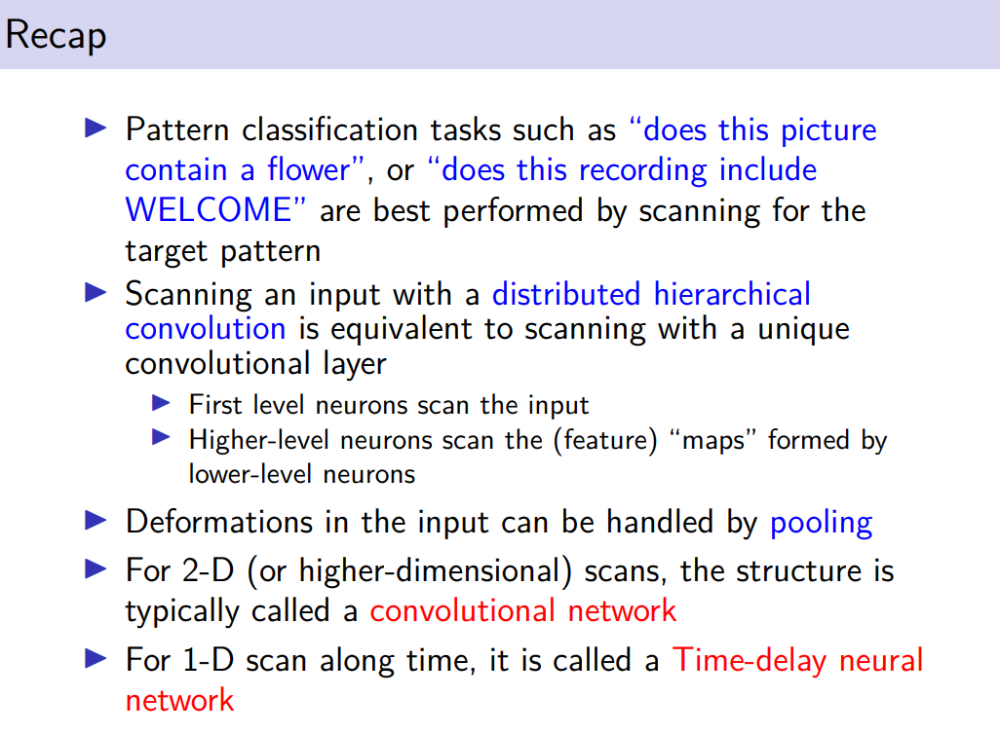 Recap
Pattern classification tasks such as “does this picture
contain a flower”, or “does this recording include
WELCOME” are best performed by scanning for the
target pattern
Scanning an input with a distributed hierarchical
convolution is equivalent to scanning with a unique
convolutional layer
First level neurons scan the input
Higher-level neurons scan the (feature) “maps” formed by
lower-level neurons
Deformations in the input can be handled by pooling
For 2-D (or higher-dimensional) scans, the structure is
typically called a convolutional network
For 1-D scan along time, it is called a Time-delay neural
network